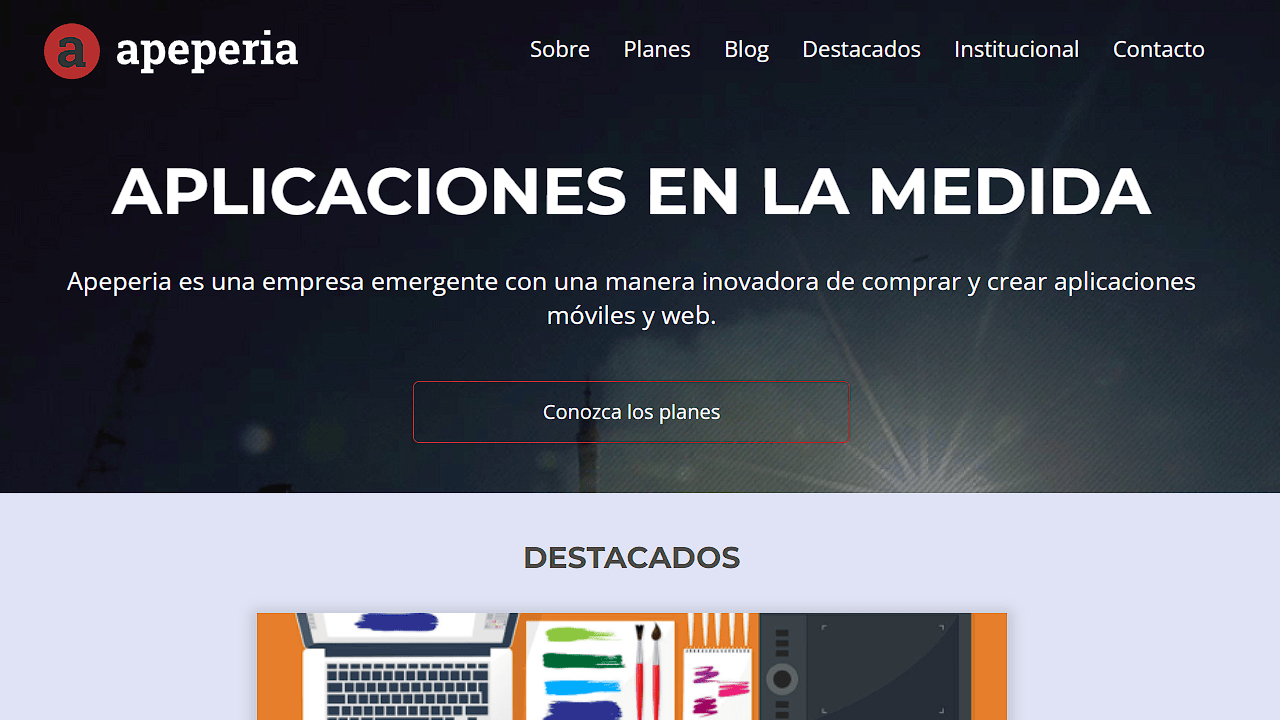 a apeperia
Sobre Planes Blog Destacados Institucional Contacto
APLICACIONES EN LA MEDIDA
Apeperia es una empresa emergente con una manera inovadora de comprar y crear aplicaciones
móviles y web.
Conozca los planes
DESTACADOS